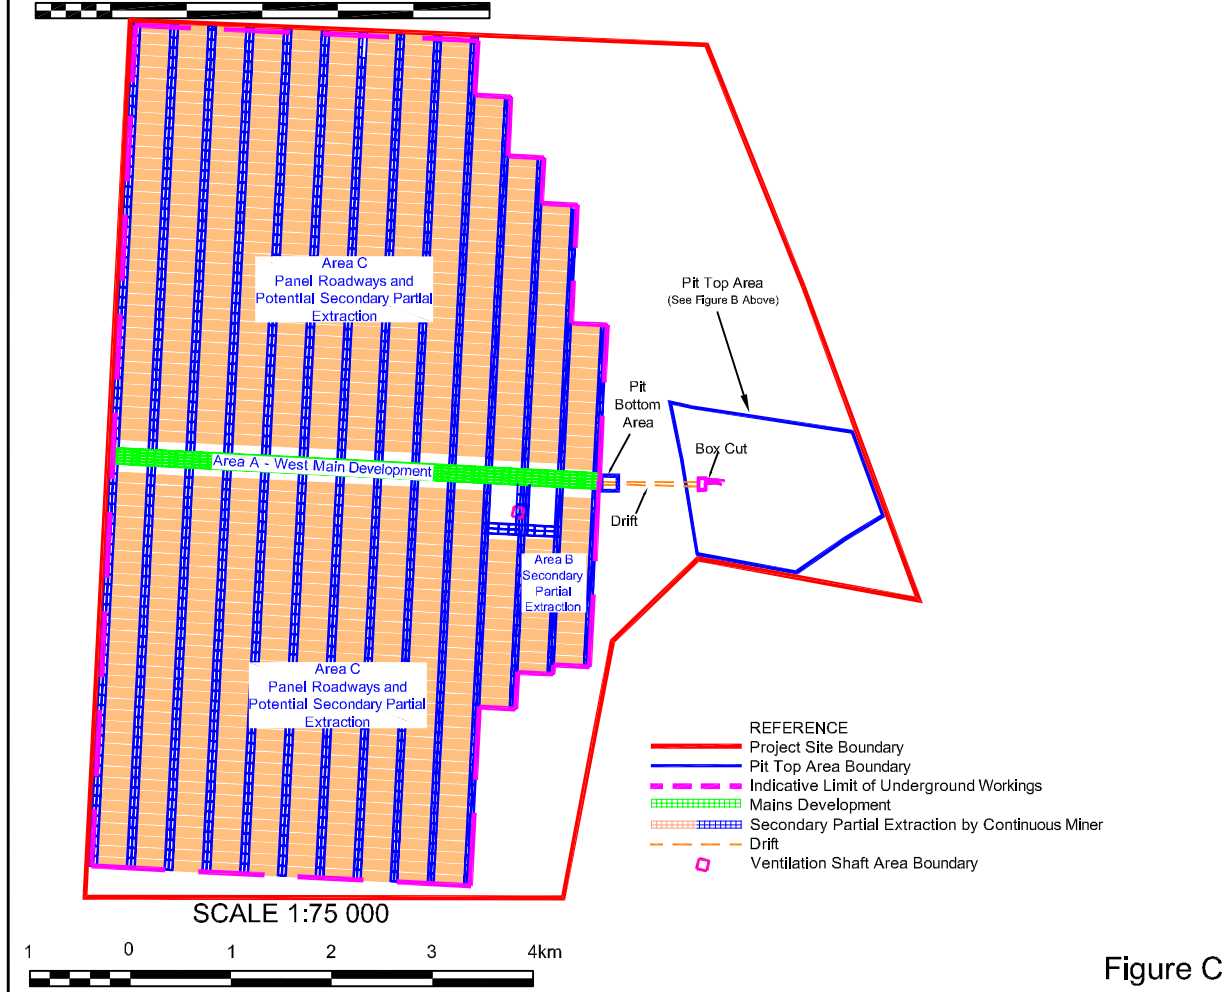 Area C
Panel Roadways and
Potential Secondary Partial
Extraction
Pit Top Area
(See Figure B Above)
Pit
Bottom
Area
Box Cut
Area A - West Main Development
Drift
Area B
Secondary
Partial
Extraction
Area C
Panel Roadways and
Potential Secondary Partial
Extraction
REFERENCE
Project Site Boundary
Pit Top Area Boundary
Indicative Limit of Underground Workings
Mains Development
Secondary Partial Extraction by Continuous Miner
Drift
Ventilation Shaft Area Boundary
SCALE 1:75 000
1 0 1 2 3 4km
Figure C